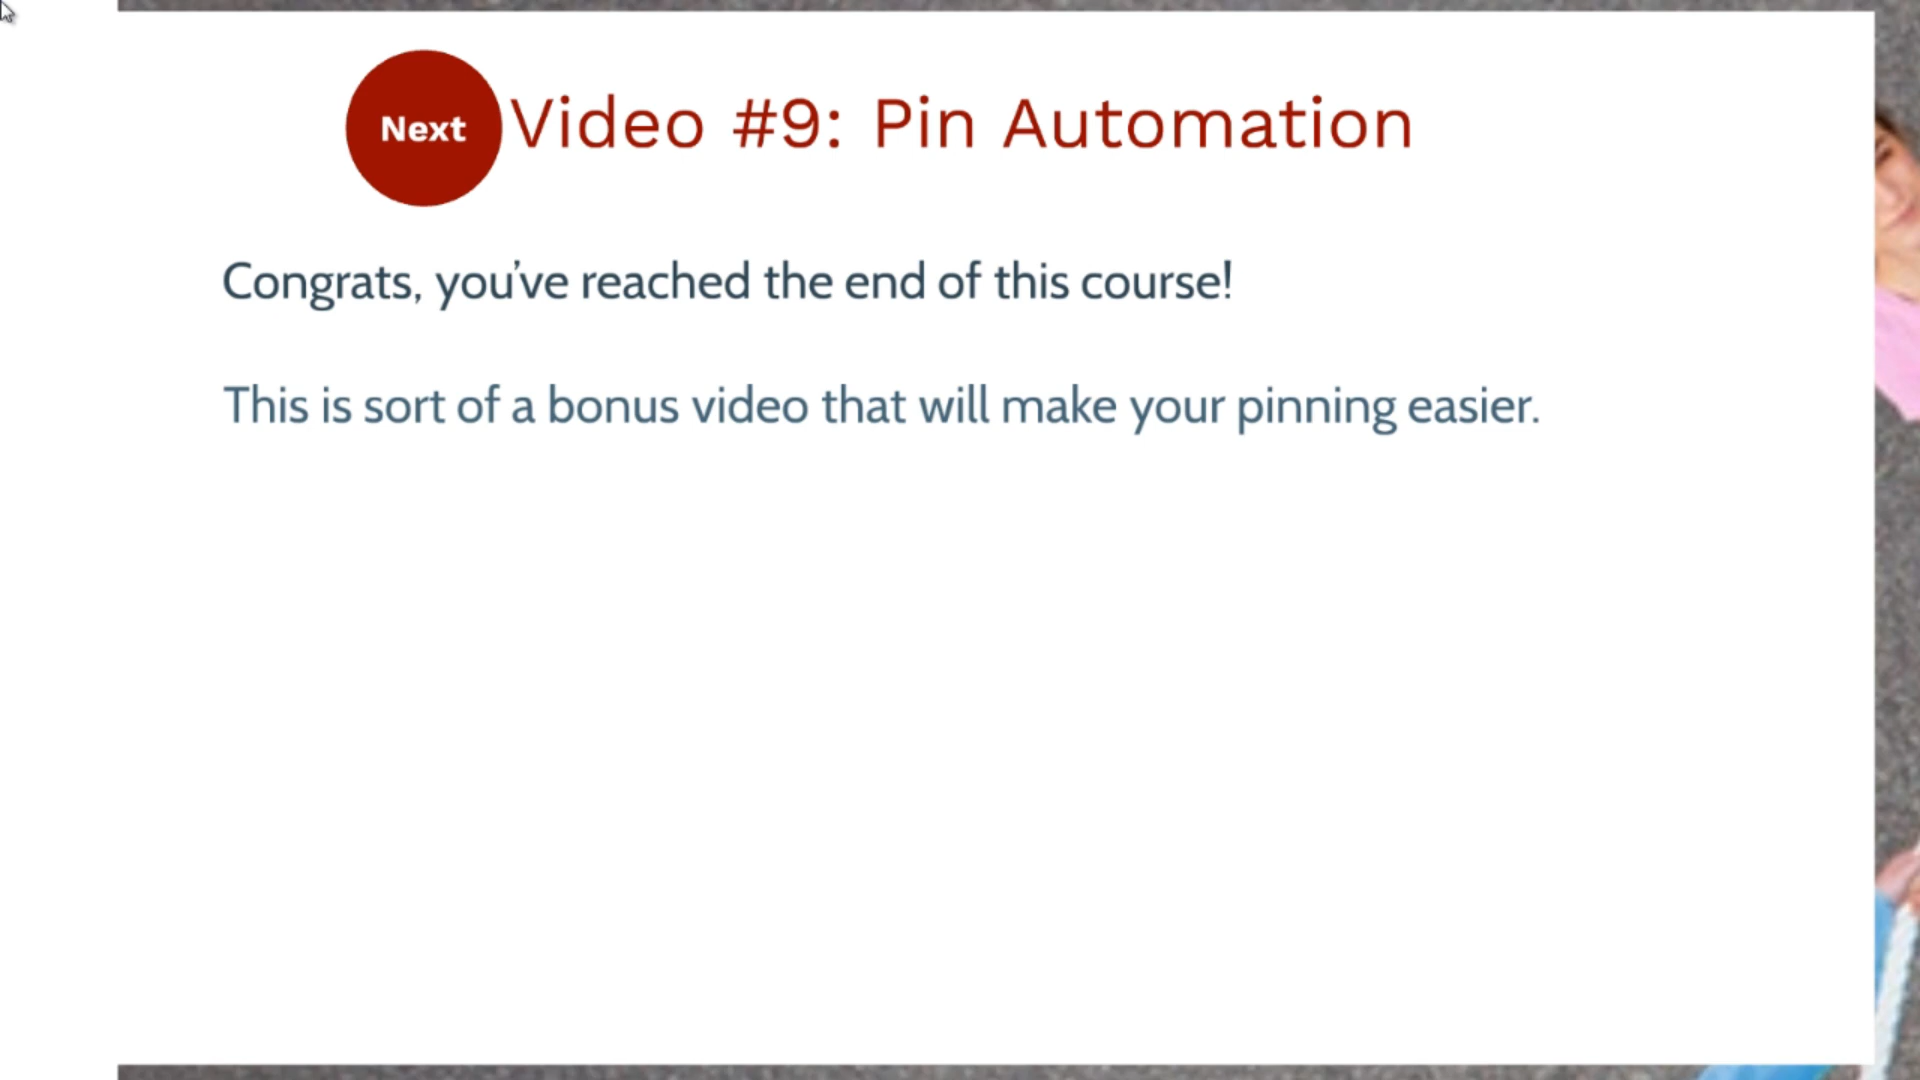 Next Video #9: Pin Automation
Congrats, you've reached the end of this course!
This is sort of a bonus video that will make your pinning easier.